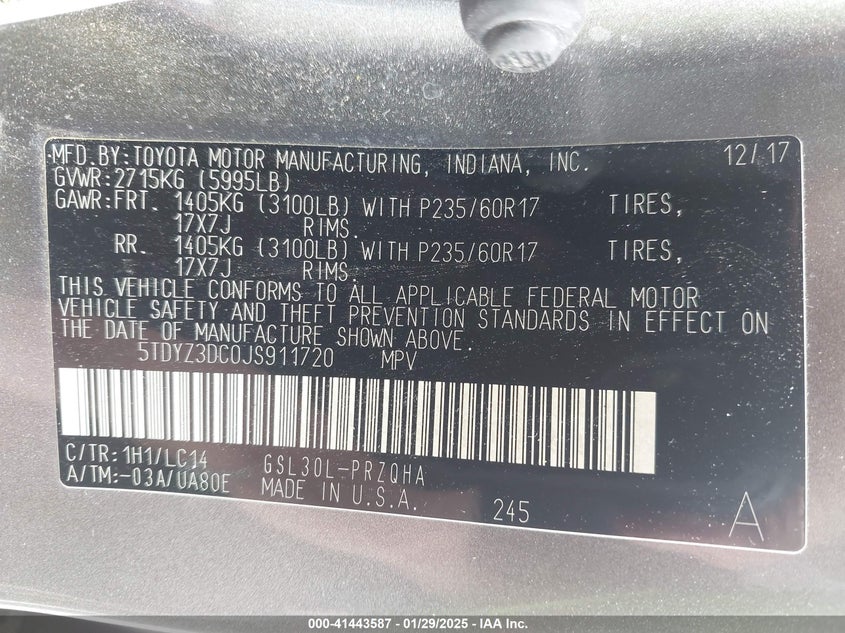 MFD.BY:TOYOTA MOTOR MANUFACTURING, INDIANA, INC. 12/17
GVWR:2715KG (5995LB)
GAWR:FRT. 1405KG (3100LB) WITH P235/60R17 TIRES,
17X7J RIMS.
RR. 1405KG (3100LB) WITH P235/60R17 TIRES,
17X7J RIMS.
THIS VEHICLE CONFORMS TO ALL APPLICABLE FEDERAL MOTOR
VEHICLE SAFETY AND THEFT PREVENTION STANDARDS IN EFFECT ON
THE DATE OF MANUFACTURE SHOWN ABOVE.
5TDYZ3DC0JS911720 MPV
C/TR:1H1/LC14 GSL30L-PRZQHA
A/TM:-03A/UA80E MADE IN U.S.A. 245 A
000-41443587 - 01/29/2025 - IAA Inc.